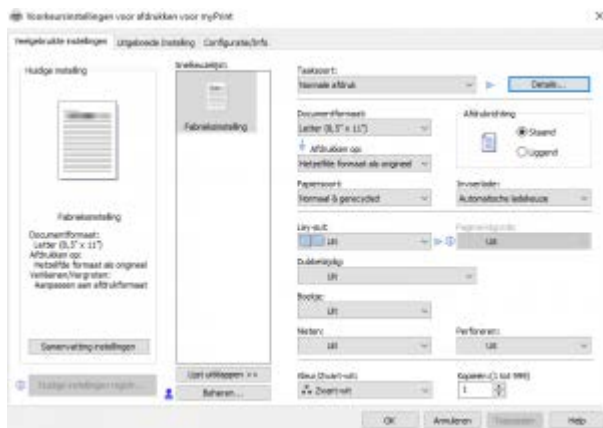 Voorkeursinstellingen voor afdrukken voor myPrint
Veelgebruikte instellingen
Uitgebreide instelling
Configuratie/Info
Huidige instelling
Snelkeuzelijst:
Fabrieksinstelling
Fabrieksinstelling
Documentformaat:
Letter (8,5" x 11")
Afdrukken op:
Hetzelfde formaat als origineel
Verkleinen/Vergroten:
Aanpassen aan afdrukformaat
Samenvatting instellingen
Huidige instellingen registr...
Lijst uitklappen >>
Beheren...
Taaksoort:
Normale afdruk
Details...
Documentformaat:
Letter (8,5" x 11")
Afdrukrichting
Staand
Liggend
Afdrukken op:
Hetzelfde formaat als origineel
Papiersoort:
Normaal & gerecycled
Invoerlade:
Automatische ladekeuze
Lay-out:
Uit
Uit
Dubbelzijdig:
Uit
Boekje:
Uit
Nieten:
Uit
Perforeren:
Uit
Kleur/Zwart-wit:
Zwart-wit
Kopieën:(1 tot 999)
1
OK
Annuleren
Toepassen
Help